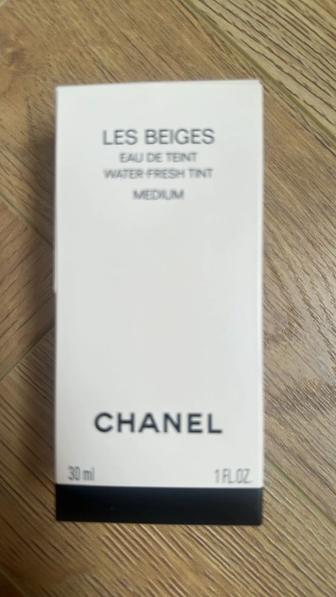 LES BEIGES
EAU DE TEINT
WATER-FRESH TINT
MEDIUM
CHANEL
30 ml 1 FL.OZ.